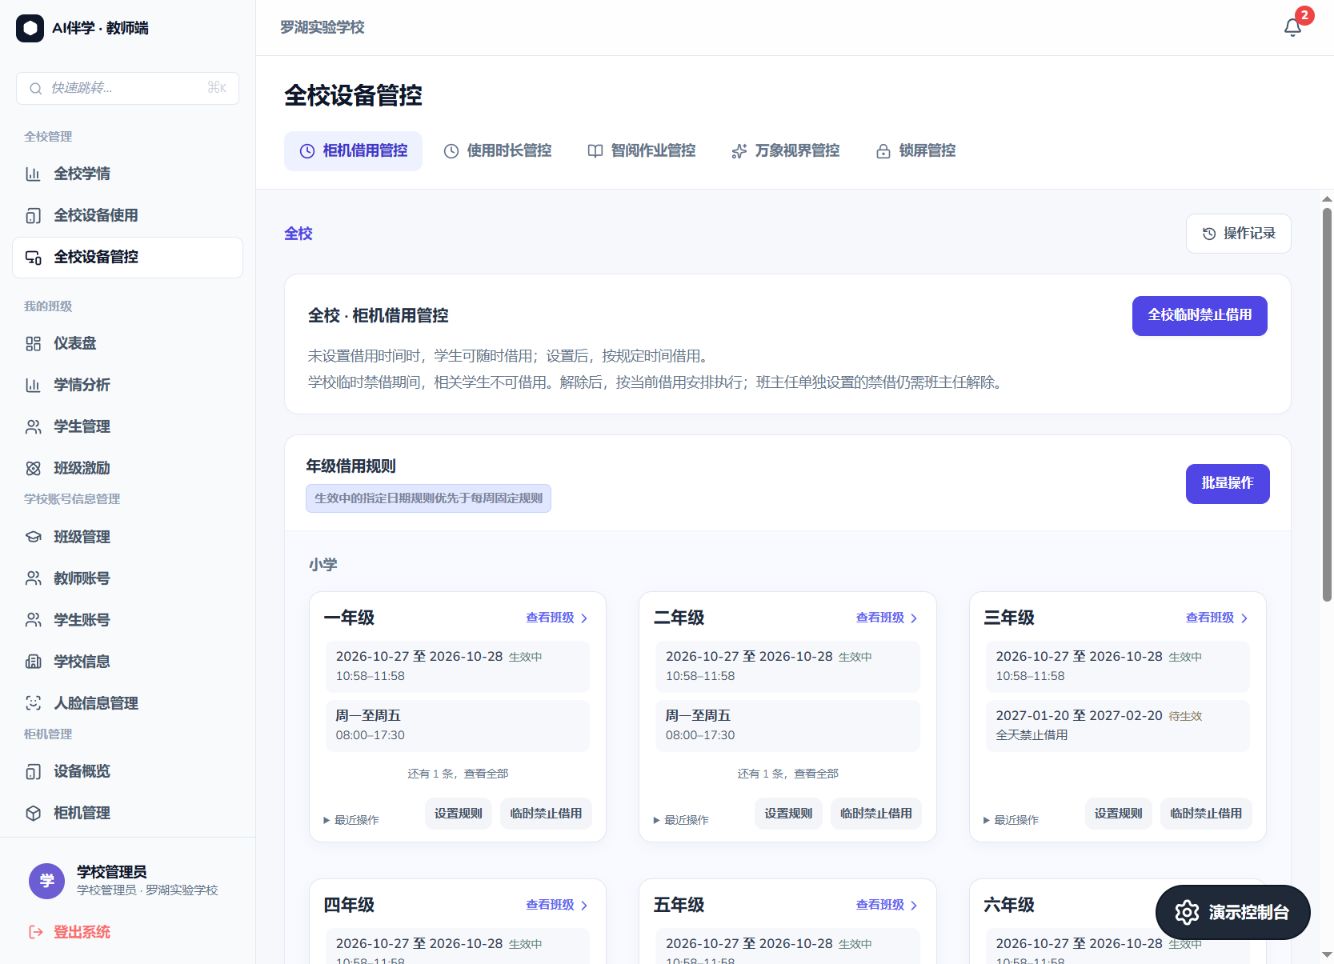 AI伴学 · 教师端
快速跳转...
⌘K
全校管理
全校学情
全校设备使用
全校设备管控
我的班级
仪表盘
学情分析
学生管理
班级激励
学校账号信息管理
班级管理
教师账号
学生账号
学校信息
人脸信息管理
柜机管理
设备概览
柜机管理
学
学校管理员
学校管理员 · 罗湖实验学校
登出系统
罗湖实验学校
2
全校设备管控
柜机借用管控
使用时长管控
智阅作业管控
万象视界管控
锁屏管控
全校
操作记录
全校 · 柜机借用管控
全校临时禁止借用
未设置借用时间时，学生可随时借用；设置后，按规定时间借用。
学校临时禁借期间，相关学生不可借用。解除后，按当前借用安排执行；班主任单独设置的禁借仍需班主任解除。
年级借用规则
生效中的指定日期规则优先于每周固定规则
批量操作
小学
一年级
查看班级
2026-10-27 至 2026-10-28 生效中
10:58–11:58
周一至周五
08:00–17:30
还有 1 条，查看全部
最近操作
设置规则
临时禁止借用
二年级
查看班级
2026-10-27 至 2026-10-28 生效中
10:58–11:58
周一至周五
08:00–17:30
还有 1 条，查看全部
最近操作
设置规则
临时禁止借用
三年级
查看班级
2026-10-27 至 2026-10-28 生效中
10:58–11:58
2027-01-20 至 2027-02-20 待生效
全天禁止借用
最近操作
设置规则
临时禁止借用
四年级
查看班级
2026-10-27 至 2026-10-28 生效中
10:58–11:58
五年级
查看班级
2026-10-27 至 2026-10-28 生效中
10:58–11:58
六年级
2026-10-27 至 2026-10-28 生效中
10:58–11:58
演示控制台